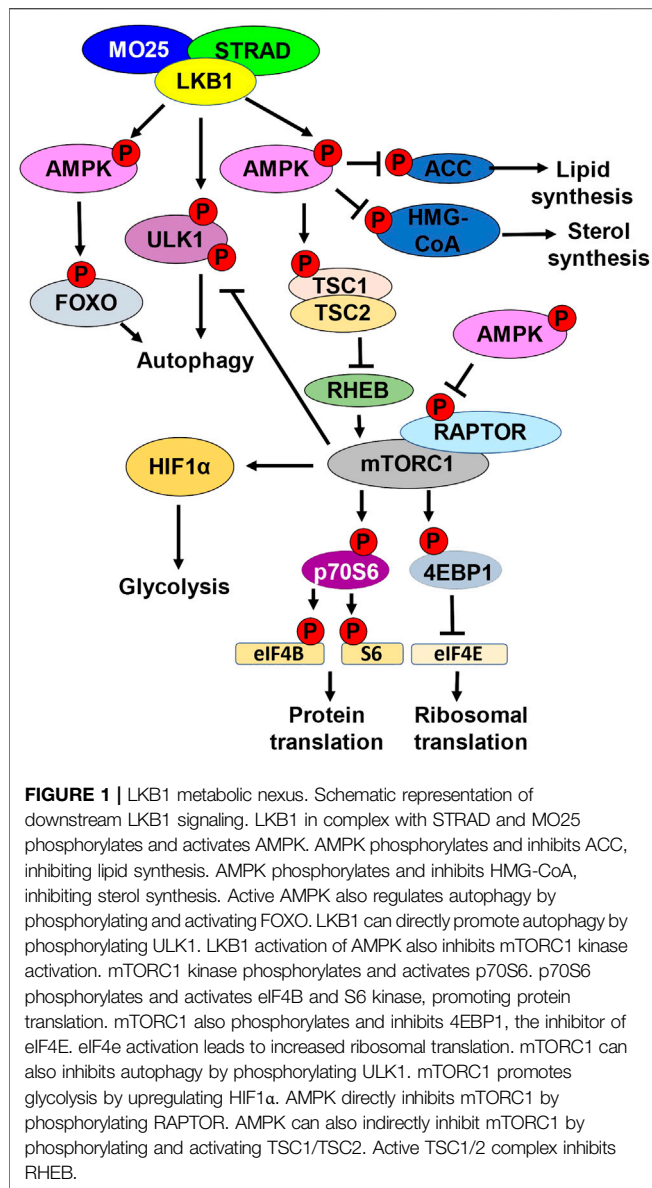 MO25
STRAD
LKB1
P
P
P
AMPK
AMPK
ACC
Lipid
synthesis
P
P
HMG-
CoA
Sterol
synthesis
ULK1
P
P
P
FOXO
TSC1
TSC2
P
AMPK
Autophagy
RHEB
P
RAPTOR
mTORC1
HIF1α
Glycolysis
P
P
p70S6
4EBP1
P
P
eIF4B
S6
eIF4E
Protein
translation
Ribosomal
translation
FIGURE 1 | LKB1 metabolic nexus. Schematic representation of
downstream LKB1 signaling. LKB1 in complex with STRAD and MO25
phosphorylates and activates AMPK. AMPK phosphorylates and inhibits ACC,
inhibiting lipid synthesis. AMPK phosphorylates and inhibits HMG-CoA,
inhibiting sterol synthesis. Active AMPK also regulates autophagy by
phosphorylating and activating FOXO. LKB1 can directly promote autophagy by
phosphorylating ULK1. LKB1 activation of AMPK also inhibits mTORC1 kinase
activation. mTORC1 kinase phosphorylates and activates p70S6. p70S6
phosphorylates and activates eIF4B and S6 kinase, promoting protein
translation. mTORC1 also phosphorylates and inhibits 4EBP1, the inhibitor of
eIF4E. eIF4e activation leads to increased ribosomal translation. mTORC1 can
also inhibits autophagy by phosphorylating ULK1. mTORC1 promotes
glycolysis by upregulating HIF1α. AMPK directly inhibits mTORC1 by
phosphorylating RAPTOR. AMPK can also indirectly inhibit mTORC1 by
phosphorylating and activating TSC1/TSC2. Active TSC1/2 complex inhibits
RHEB.